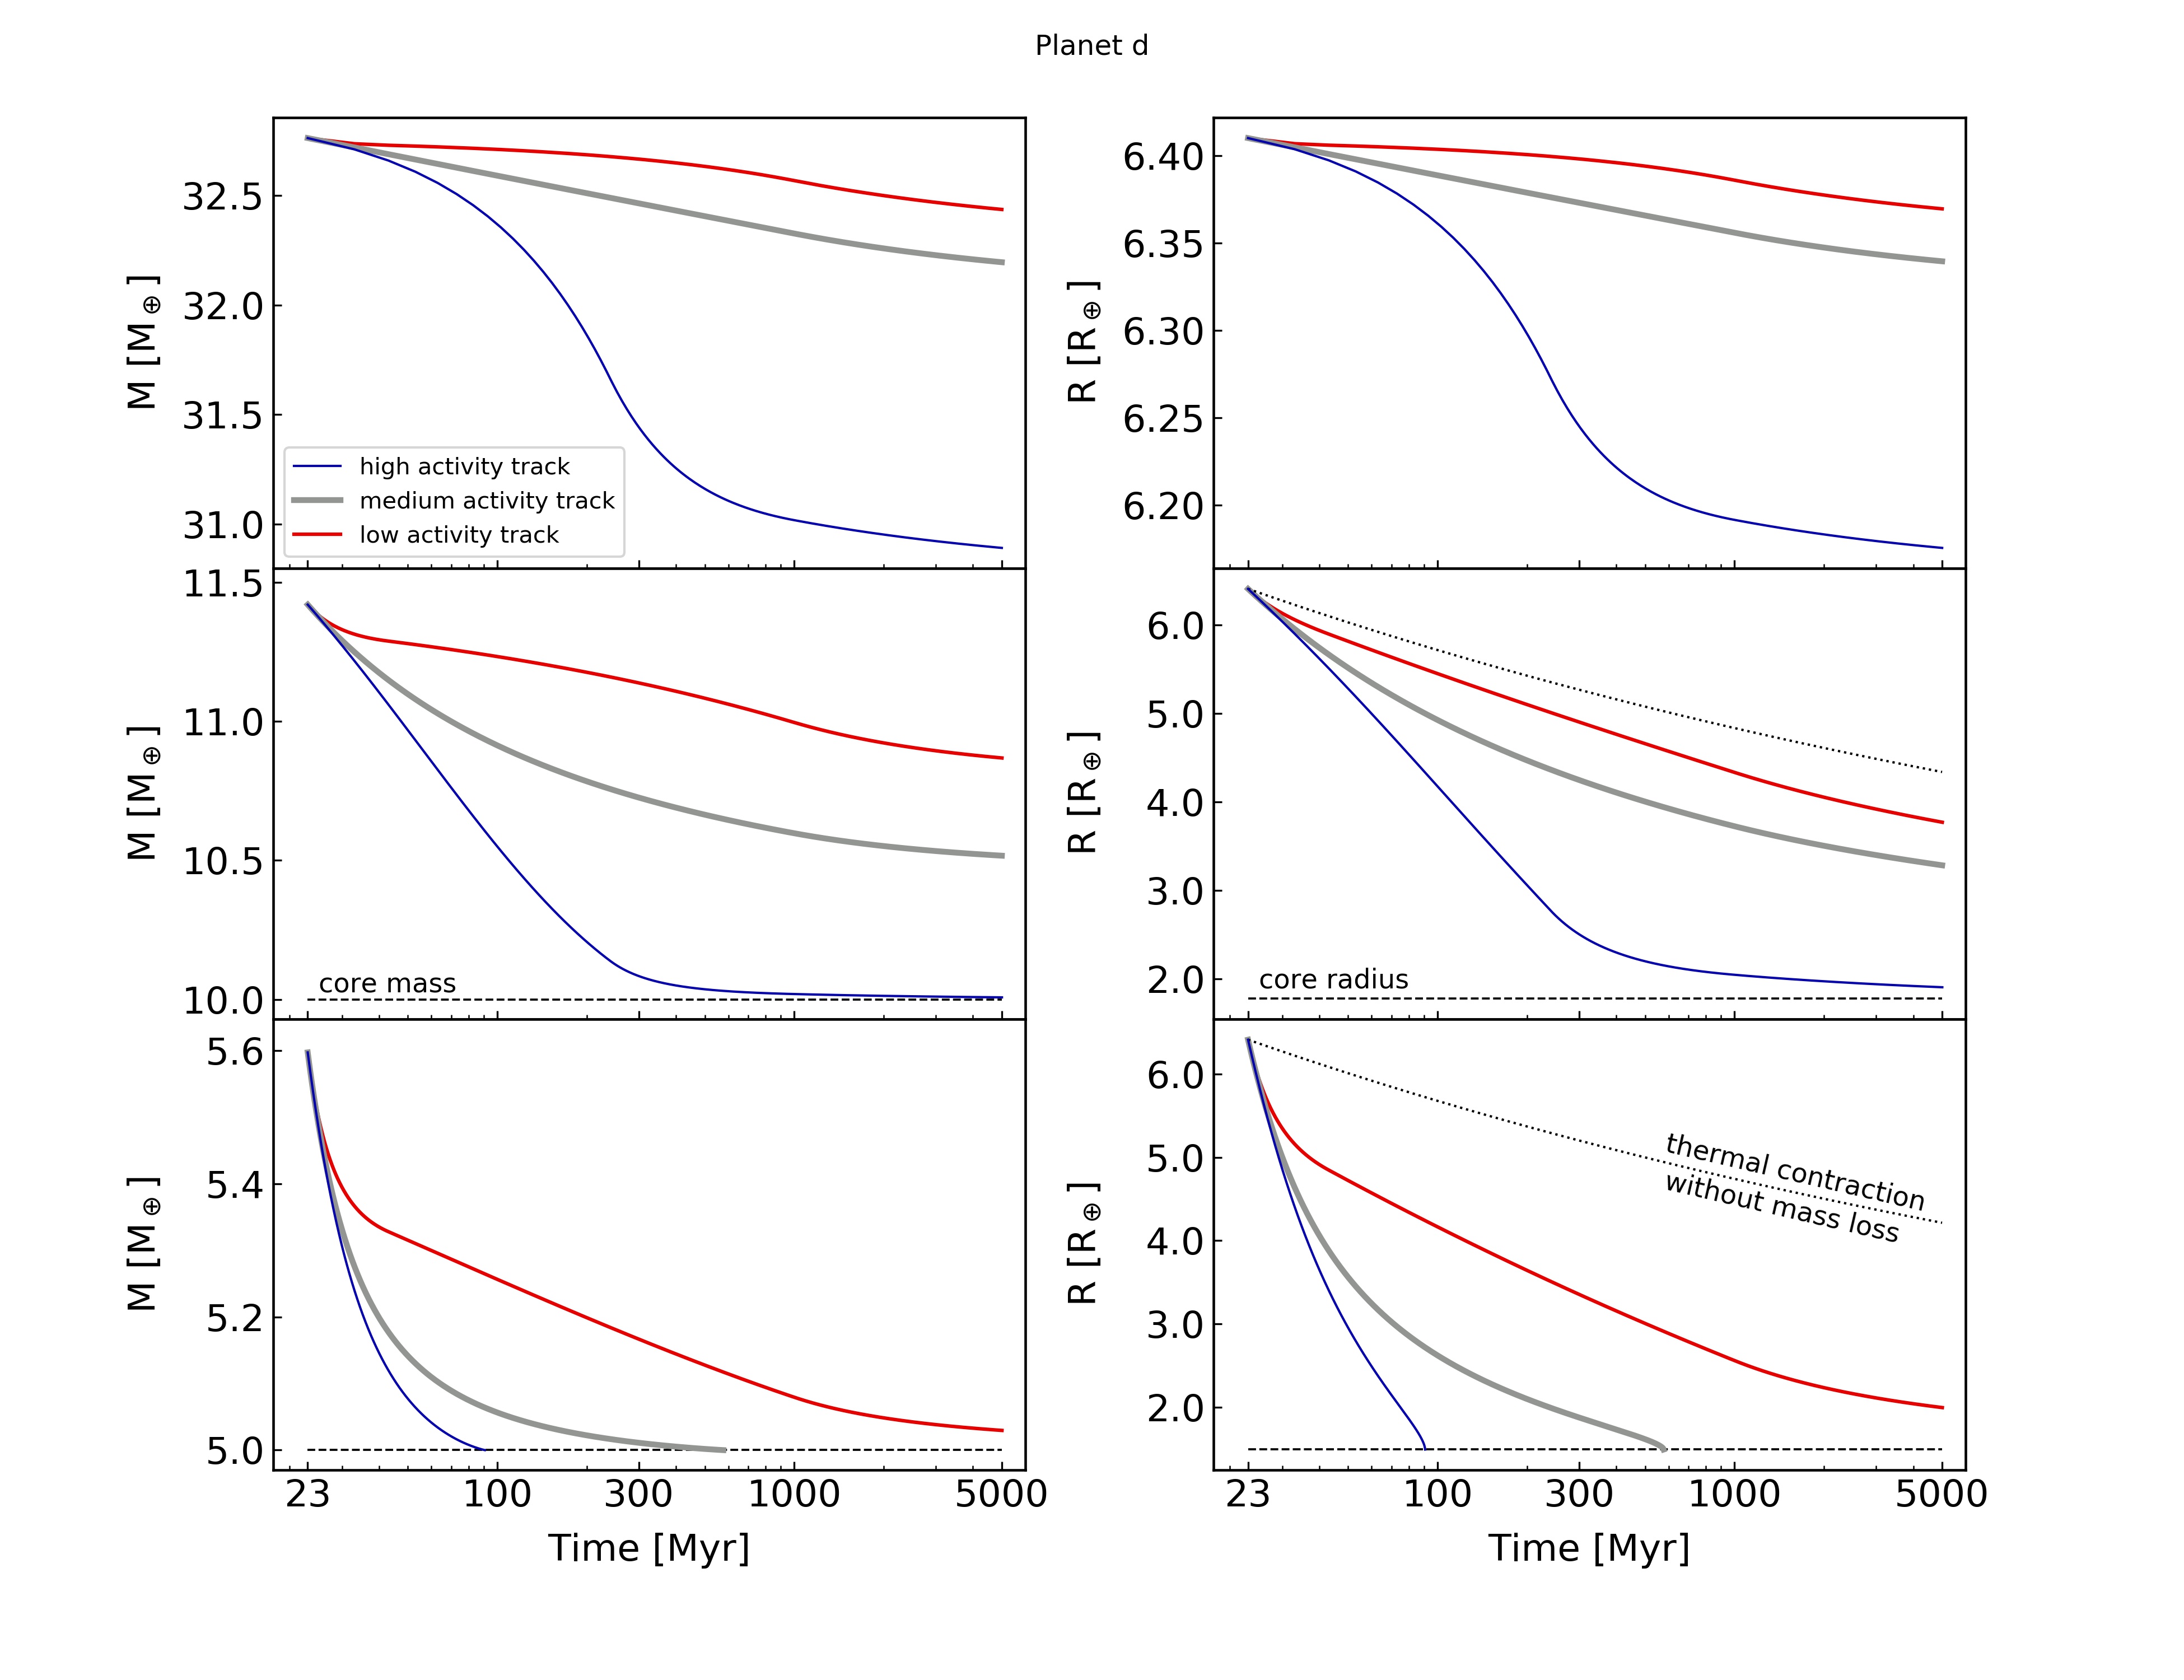 Planet d
M [M⊕]
32.5
32.0
31.5
31.0
high activity track
medium activity track
low activity track
R [R⊕]
6.40
6.35
6.30
6.25
6.20
M [M⊕]
11.5
11.0
10.5
10.0
core mass
R [R⊕]
6.0
5.0
4.0
3.0
2.0
core radius
M [M⊕]
5.6
5.4
5.2
5.0
23 100 300 1000 5000
Time [Myr]
R [R⊕]
6.0
5.0
4.0
3.0
2.0
thermal contraction
without mass loss
23 100 300 1000 5000
Time [Myr]